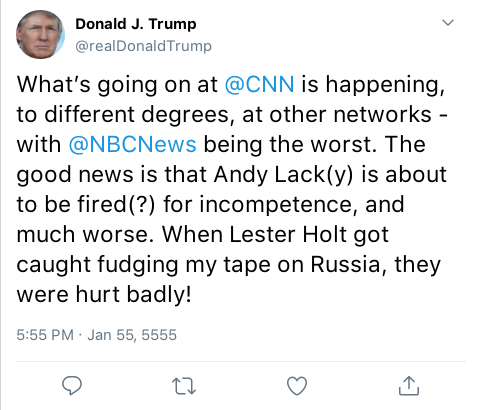 Donald J. Trump
@realDonaldTrump
What's going on at @CNN is happening,
to different degrees, at other networks -
with @NBCNews being the worst. The
good news is that Andy Lack(y) is about
to be fired(?) for incompetence, and
much worse. When Lester Holt got
caught fudging my tape on Russia, they
were hurt badly!
5:55 PM · Jan 55, 5555